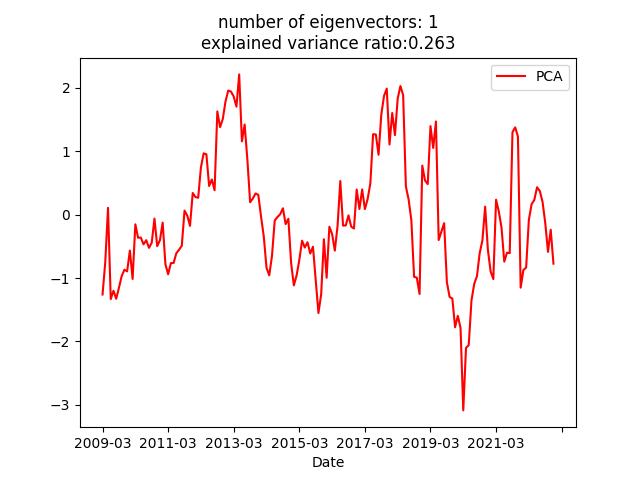 number of eigenvectors: 1
explained variance ratio:0.263
PCA
2
1
0
−1
−2
−3
2009-03 2011-03 2013-03 2015-03 2017-03 2019-03 2021-03
Date